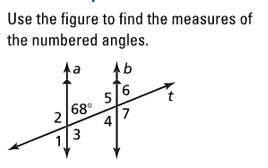 Use the figure to find the measures of
the numbered angles.
a b
5 6 t
2 68°
4 7
1 3